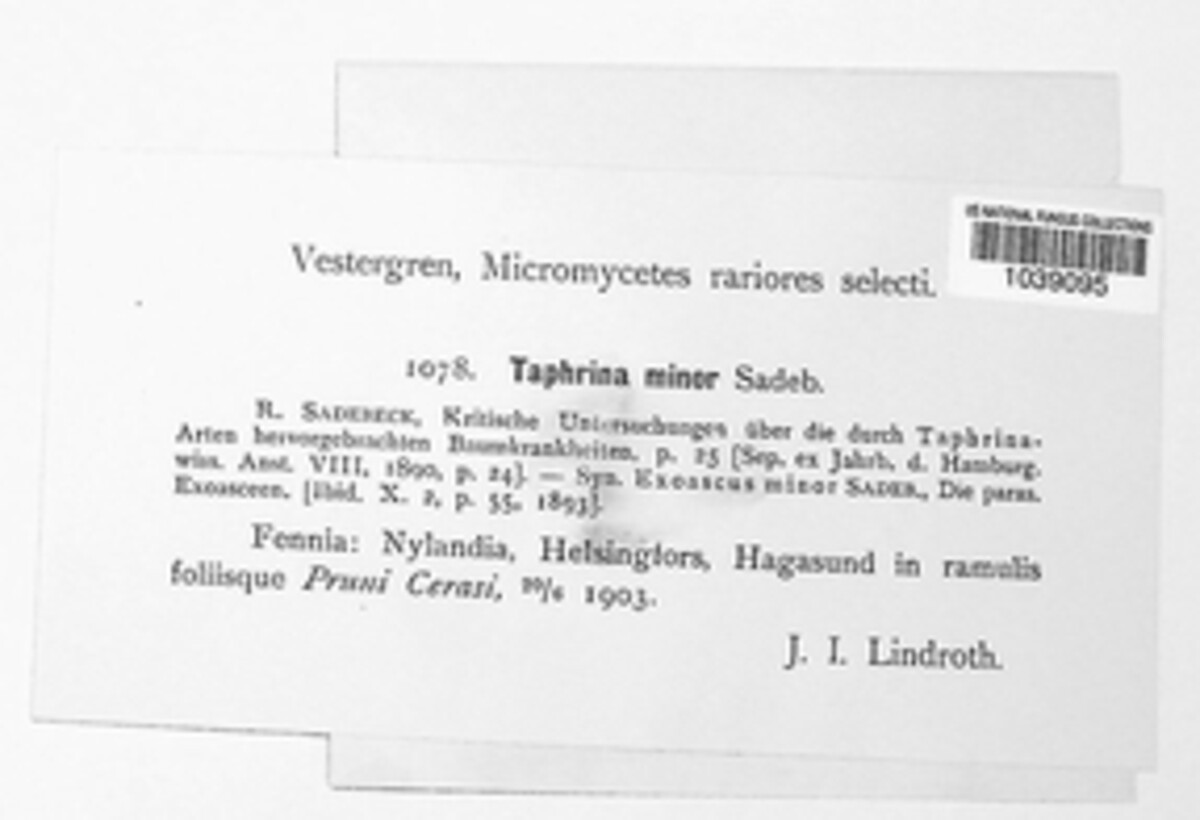 US NATIONAL FUNGUS COLLECTIONS
1039095
Vestergren, Micromycetes rariores selecti.
1078. Taphrina minor Sadeb.
R. SADEBECK, Kritische Untersuchungen über die durch Taphrina-
Arten hervorgebrachten Baumkrankheiten, p. 25 [Sep. ex Jahrb. d. Hamburg.
wiss. Anst. VIII, 1890, p. 24]. — Syn. Exoascus minor SADEB., Die paras.
Exoasceen. [Ibid. X. 2, p. 55, 1893].
Fennia: Nylandia, Helsingfors, Hagasund in ramulis
foliisque Pruni Cerasi, 20/6 1903.
J. I. Lindroth.